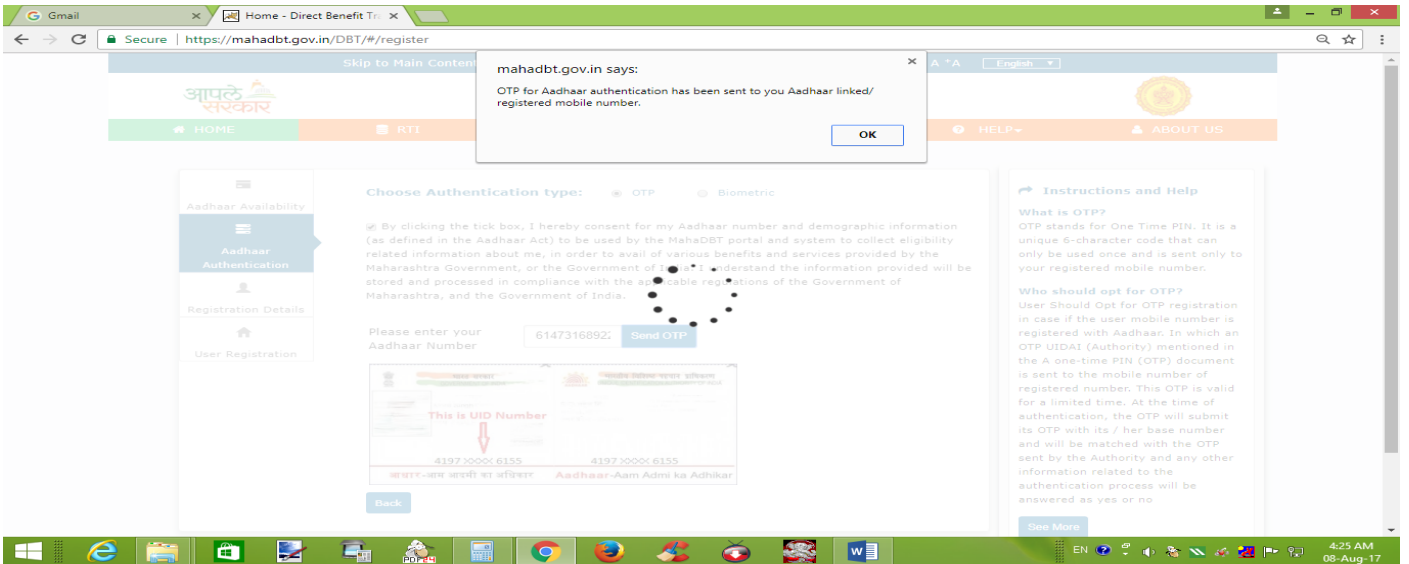 Gmail
Home - Direct Benefit Tr
Secure | https://mahadbt.gov.in/DBT/#/register
Skip to Main Content
A +A English
mahadbt.gov.in says:
OTP for Aadhaar authentication has been sent to you Aadhaar linked/
registered mobile number.
OK
आपले
सरकार
HOME
RTI
HELP
ABOUT US
Aadhaar Availability
Aadhaar
Authentication
Registration Details
User Registration
Choose Authentication type: OTP Biometric
By clicking the tick box, I hereby consent for my Aadhaar number and demographic information
(as defined in the Aadhaar Act) to be used by the MahaDBT portal and system to collect eligibility
related information about me, in order to avail of various benefits and services provided by the
Maharashtra Government, or the Government of India. I understand the information provided will be
stored and processed in compliance with the applicable regulations of the Government of
Maharashtra, and the Government of India.
Please enter your
Aadhaar Number
61473168922
Send OTP
This is UID Number
4197 XXXX 6155 4197 XXXX 6155
आधार-आम आदमी का अधिकार Aadhaar-Aam Admi ka Adhikar
Back
Instructions and Help
What is OTP?
OTP stands for One Time PIN. It is a
unique 6-character code that can
only be used once and is sent only to
your registered mobile number.
Who should opt for OTP?
User Should Opt for OTP registration
in case if the user mobile number is
registered with Aadhaar. In which an
OTP UIDAI (Authority) mentioned in
the A one-time PIN (OTP) document
is sent to the mobile number of
registered number. This OTP is valid
for a limited time. At the time of
authentication, the OTP will submit
its OTP with its / her base number
and will be matched with the OTP
sent by the Authority and any other
information related to the
authentication process will be
answered as yes or no
See More
EN
4:25 AM
08-Aug-17